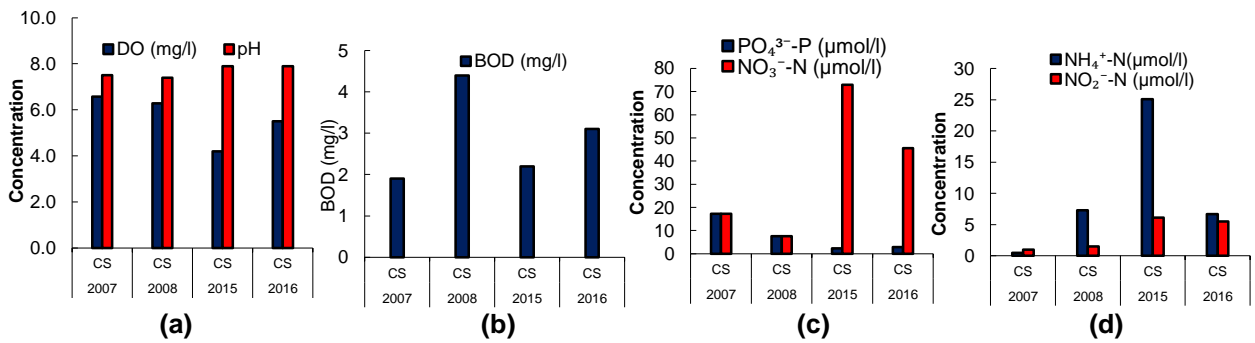 10.0
8.0
6.0
4.0
2.0
0.0
Concentration
DO (mg/l) pH
CS CS CS CS
2007 2008 2015 2016
(a)
5
4
3
2
1
0
BOD (mg/l)
BOD (mg/l)
CS CS CS CS
2007 2008 2015 2016
(b)
PO₄³⁻-P (µmol/l)
NO₃⁻-N (µmol/l)
80
70
60
50
40
30
20
10
0
Concentration
CS CS CS CS
2007 2008 2015 2016
(c)
NH₄⁺-N(µmol/l)
NO₂⁻-N (µmol/l)
30
25
20
15
10
5
0
Concentration
CS CS CS CS
2007 2008 2015 2016
(d)